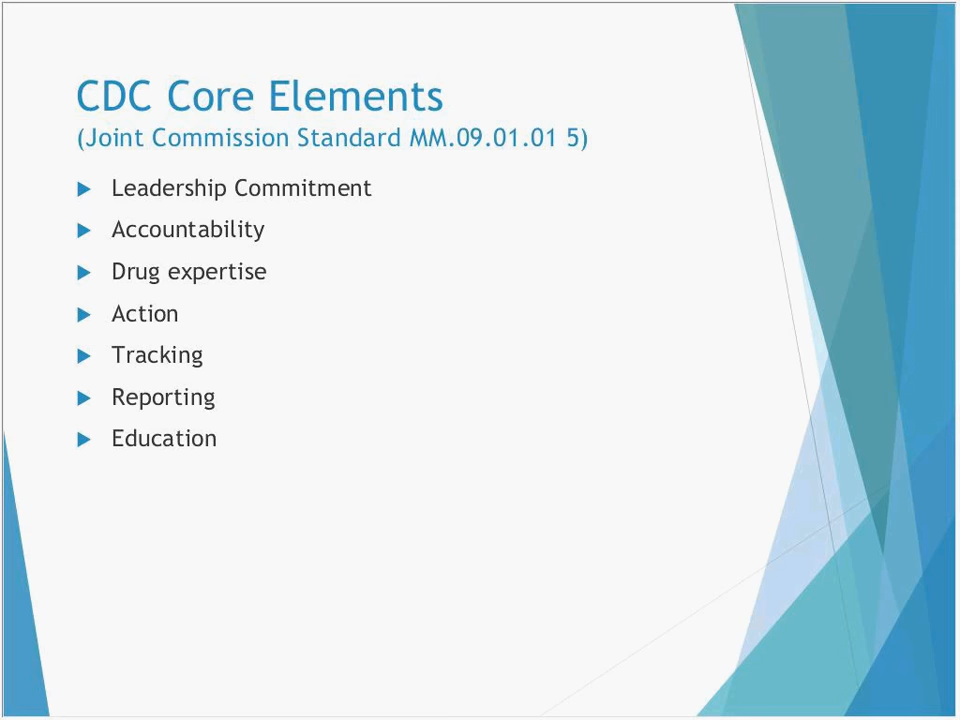 CDC Core Elements
(Joint Commission Standard MM.09.01.01 5)
Leadership Commitment
Accountability
Drug expertise
Action
Tracking
Reporting
Education